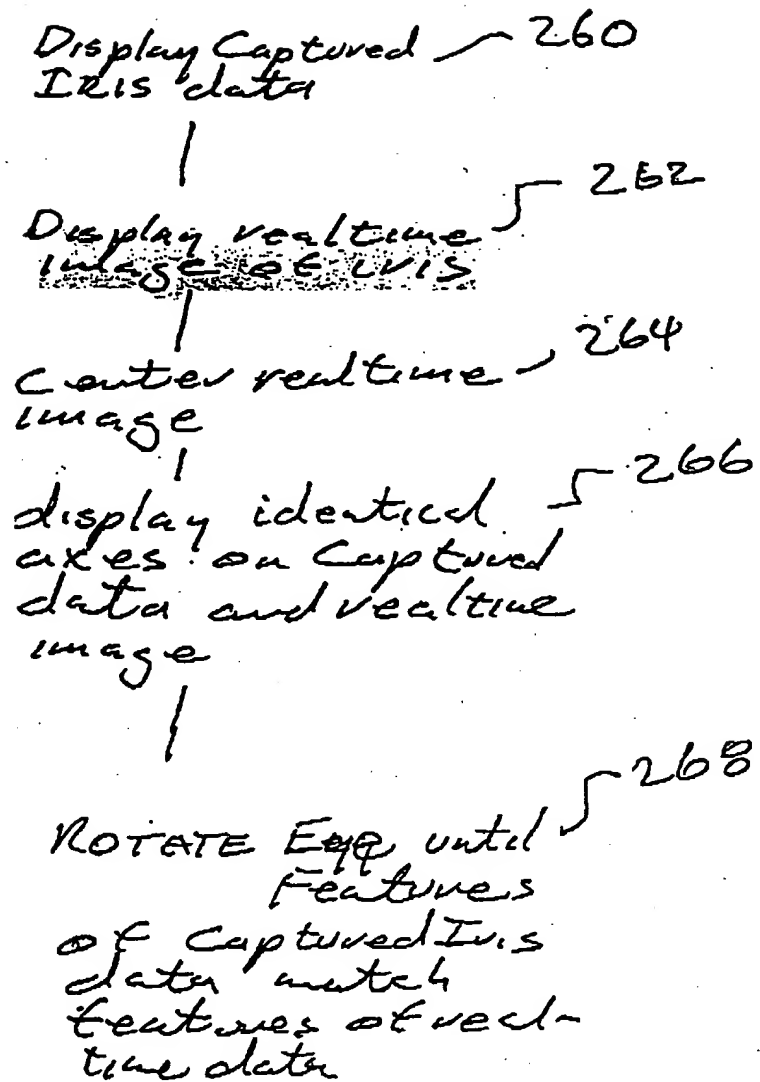 Display Captured 260
IRIS data
Display realtime 262
image of iris
Center realtime 264
image
display identical 266
axes on Captured
data and realtime
image
ROTATE until 268
Features
of Captured Iris
data match
features of real-
time data